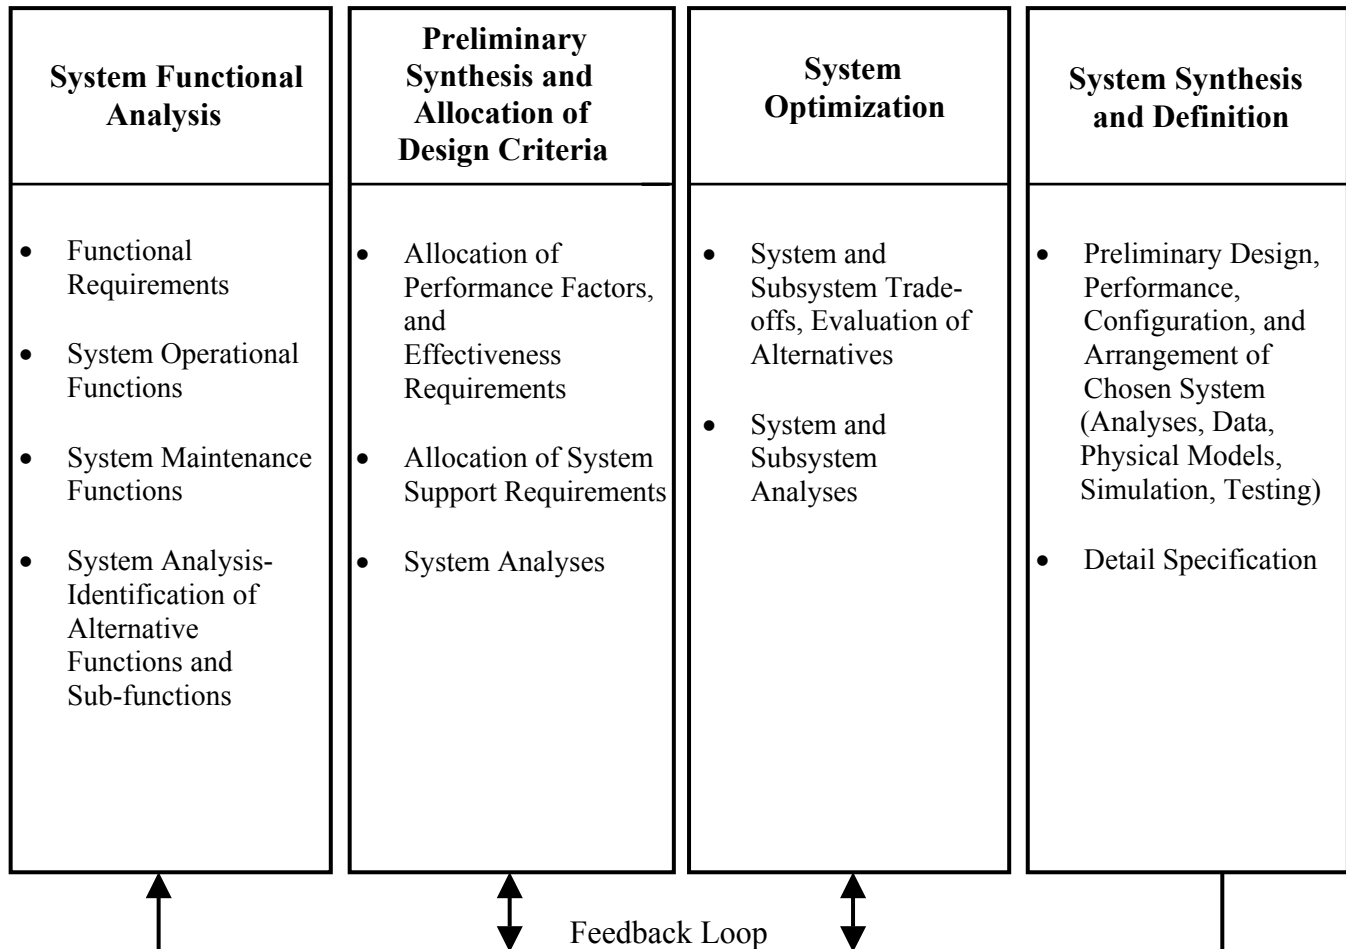 System Functional
Analysis
• Functional
Requirements
• System Operational
Functions
• System Maintenance
Functions
• System Analysis-
Identification of
Alternative
Functions and
Sub-functions
Preliminary
Synthesis and
Allocation of
Design Criteria
• Allocation of
Performance Factors,
and
Effectiveness
Requirements
• Allocation of System
Support Requirements
• System Analyses
System
Optimization
• System and
Subsystem Trade-
offs, Evaluation of
Alternatives
• System and
Subsystem
Analyses
System Synthesis
and Definition
• Preliminary Design,
Performance,
Configuration, and
Arrangement of
Chosen System
(Analyses, Data,
Physical Models,
Simulation, Testing)
• Detail Specification
Feedback Loop